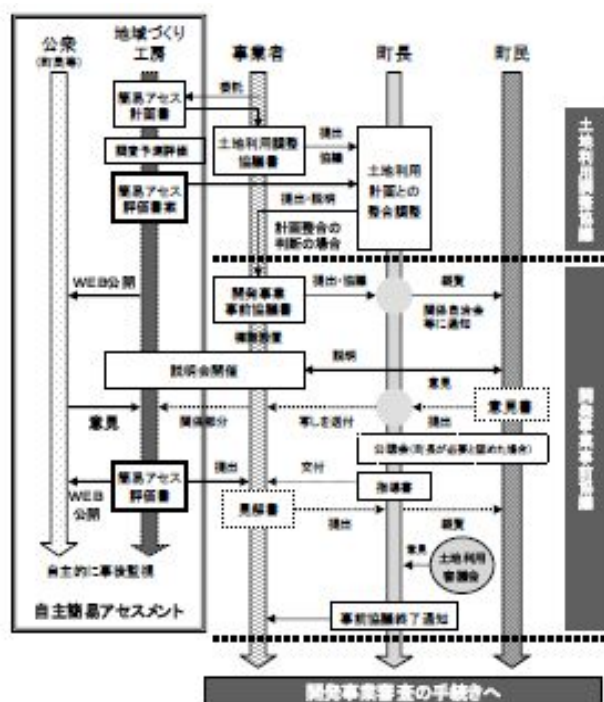 公衆
(町民等)
地域づくり
工房
事業者
町長
町民
委託
簡易アセス
計画書
土地利用調整
協議書
提出
協議
土地利用
計画との
整合調整
調査予測評価
簡易アセス
評価書案
提出・説明
計画整合の
判断の場合
土地利用調整協議
WEB公開
開発事業
事前協議書
提出・協議
縦覧
関係自治会
等に通知
標識設置
説明会開催
説明
意見
意見書
意見
関係部分
写しを送付
提出
公聴会(町長が必要と認めた場合)
簡易アセス
評価書
提出
交付
指導書
WEB
公開
見解書
提出
縦覧
意見
土地利用
審議会
自主的に事後監視
自主簡易アセスメント
事前協議終了通知
開発事業事前協議
開発事業審査の手続きへ